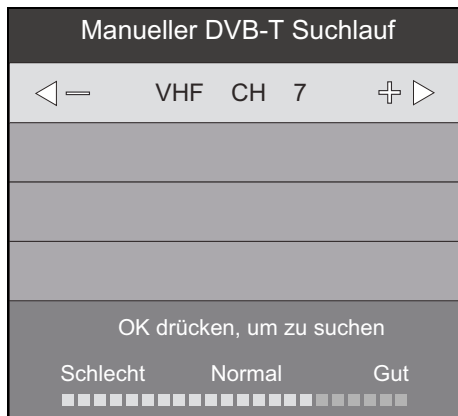 Manueller DVB-T Suchlauf
VHF CH 7
OK drücken, um zu suchen
Schlecht Normal Gut